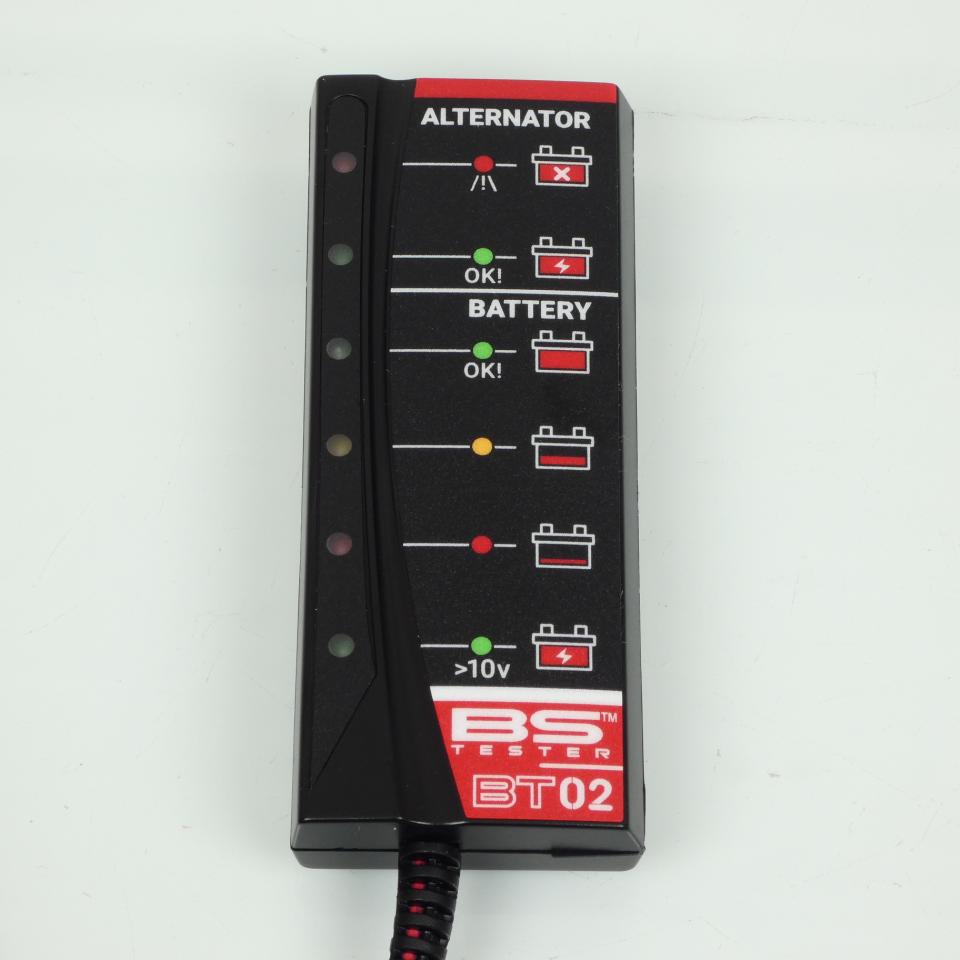 ALTERNATOR
/!\
OK!
BATTERY
OK!
>10v
BS™
TESTER
BT02